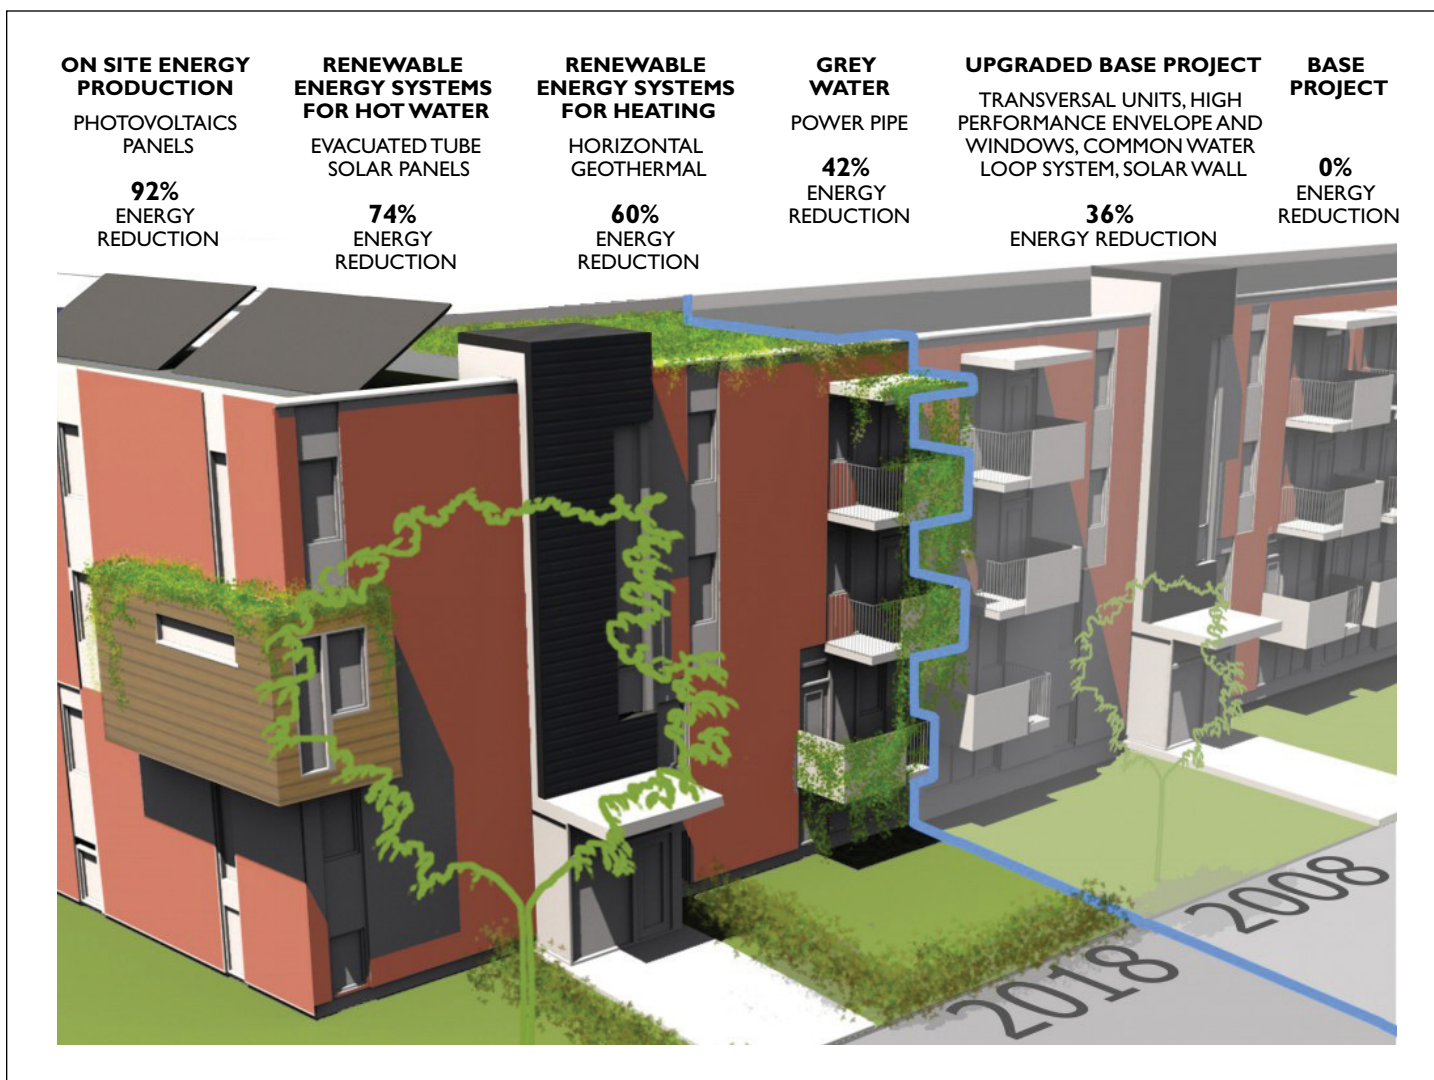 ON SITE ENERGY
PRODUCTION
PHOTOVOLTAICS
PANELS
92%
ENERGY
REDUCTION
RENEWABLE
ENERGY SYSTEMS
FOR HOT WATER
EVACUATED TUBE
SOLAR PANELS
74%
ENERGY
REDUCTION
RENEWABLE
ENERGY SYSTEMS
FOR HEATING
HORIZONTAL
GEOTHERMAL
60%
ENERGY
REDUCTION
GREY
WATER
POWER PIPE
42%
ENERGY
REDUCTION
UPGRADED BASE PROJECT
TRANSVERSAL UNITS, HIGH
PERFORMANCE ENVELOPE AND
WINDOWS, COMMON WATER
LOOP SYSTEM, SOLAR WALL
36%
ENERGY REDUCTION
BASE
PROJECT
0%
ENERGY
REDUCTION
2018
2008